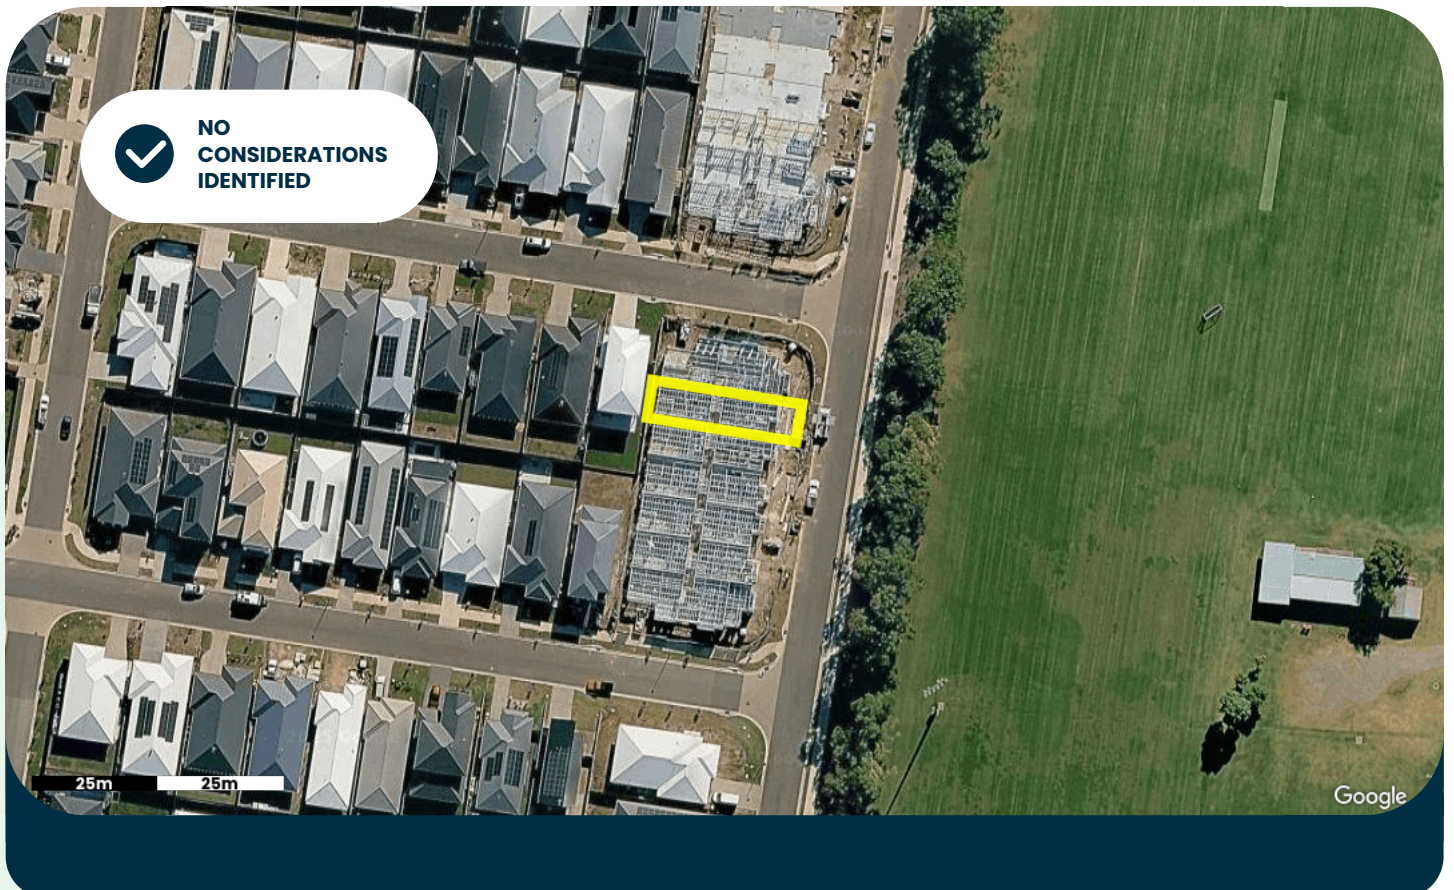 NO
CONSIDERATIONS
IDENTIFIED
25m 25m
Google